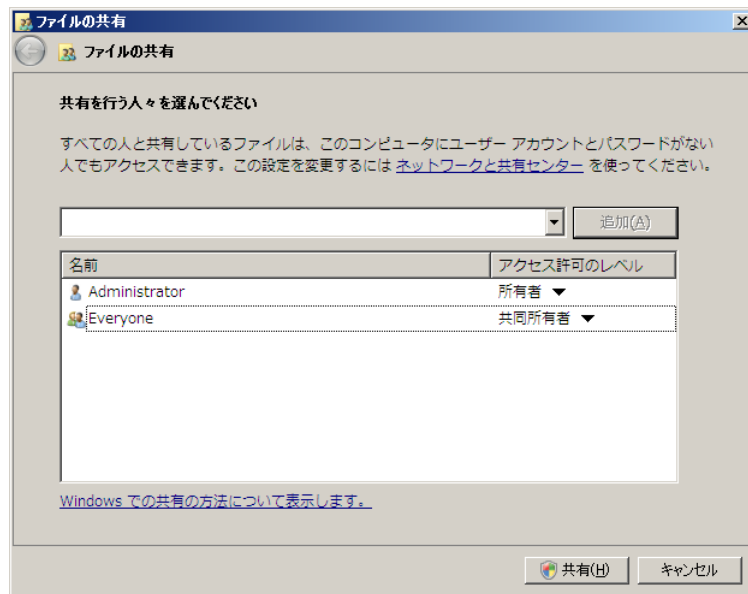 ファイルの共有
ファイルの共有
共有を行う人々を選んでください
すべての人と共有しているファイルは、このコンピュータにユーザー アカウントとパスワードがない
人でもアクセスできます。この設定を変更するには ネットワークと共有センター を使ってください。
追加(A)
名前 アクセス許可のレベル
Administrator 所有者 ▼
Everyone 共同所有者 ▼
Windows での共有の方法について表示します。
共有(H) キャンセル